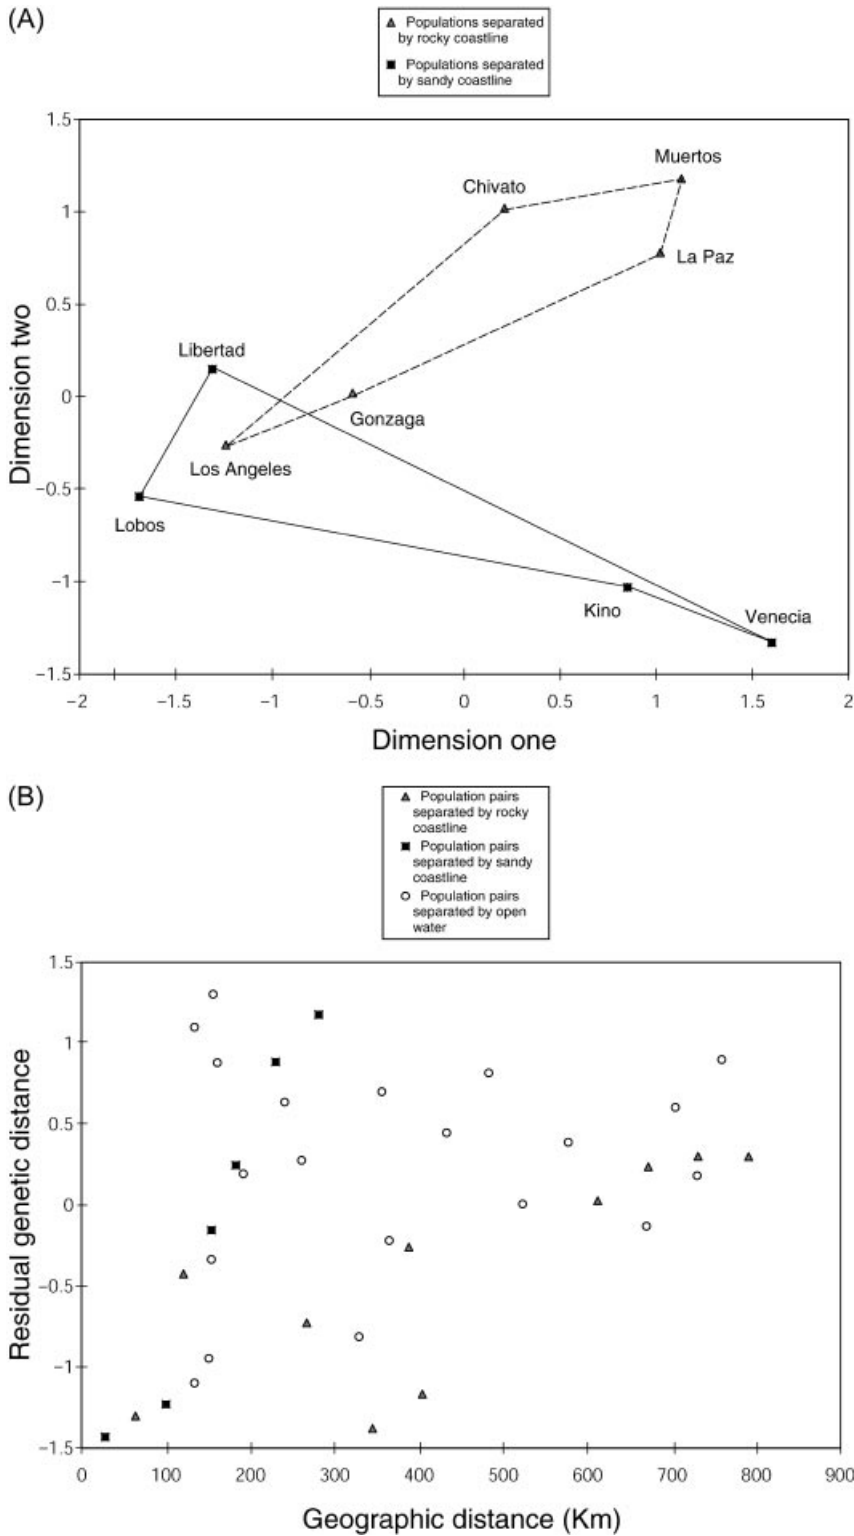 (A)
Populations separated
by rocky coastline
Populations separated
by sandy coastline
1.5
1
0.5
0
−0.5
−1
−1.5
Dimension two
Muertos
Chivato
La Paz
Libertad
Gonzaga
Los Angeles
Lobos
Kino
Venecia
−2
−1.5
−1
−0.5
0
0.5
1
1.5
2
Dimension one
(B)
Population pairs
separated by rocky
coastline
Population pairs
separated by sandy
coastline
Population pairs
separated by open
water
1.5
1
0.5
0
−0.5
−1
−1.5
Residual genetic distance
0
100
200
300
400
500
600
700
800
900
Geographic distance (Km)